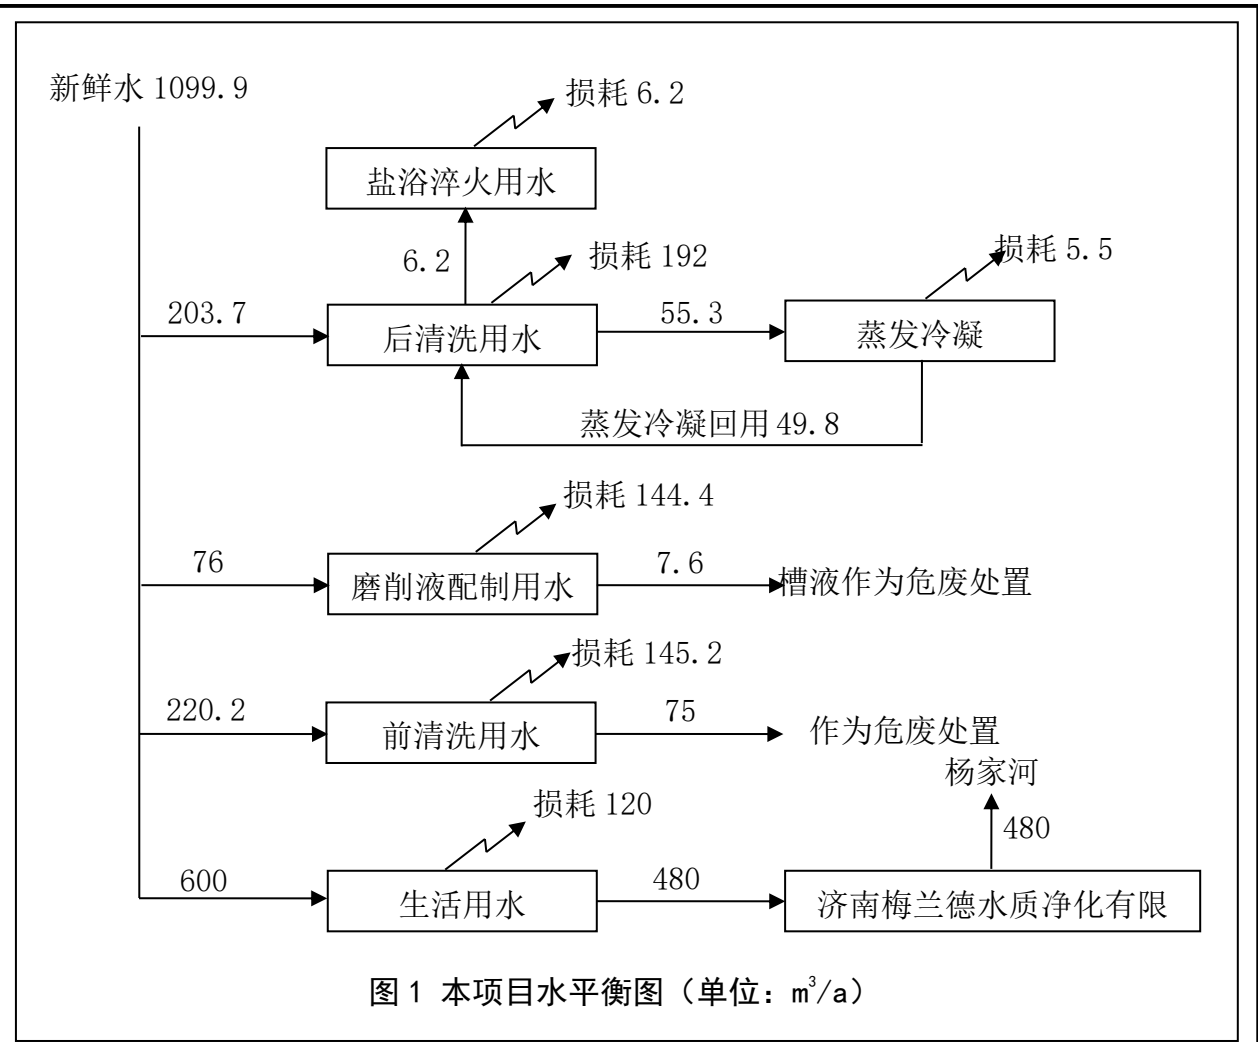 新鲜水 1099.9
损耗 6.2
盐浴淬火用水
6.2
损耗 192
损耗 5.5
203.7
后清洗用水
55.3
蒸发冷凝
蒸发冷凝回用 49.8
损耗 144.4
76
磨削液配制用水
7.6
槽液作为危废处置
损耗 145.2
220.2
前清洗用水
75
作为危废处置
杨家河
损耗 120
480
600
生活用水
480
济南梅兰德水质净化有限
图 1 本项目水平衡图（单位：m³/a）